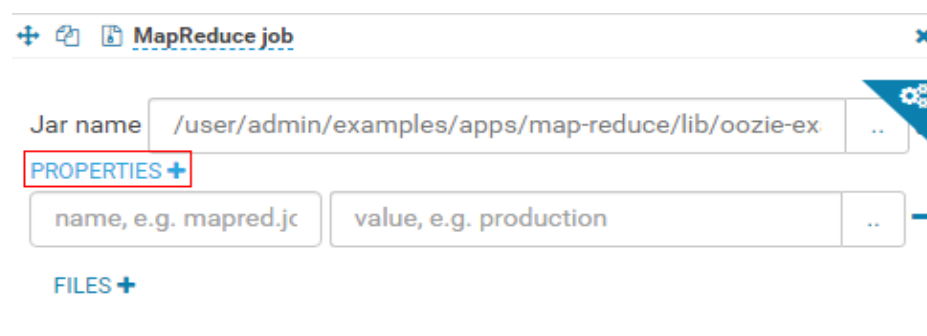 MapReduce job
Jar name /user/admin/examples/apps/map-reduce/lib/oozie-ex ..
PROPERTIES +
name, e.g. mapred.jc value, e.g. production ..
FILES +